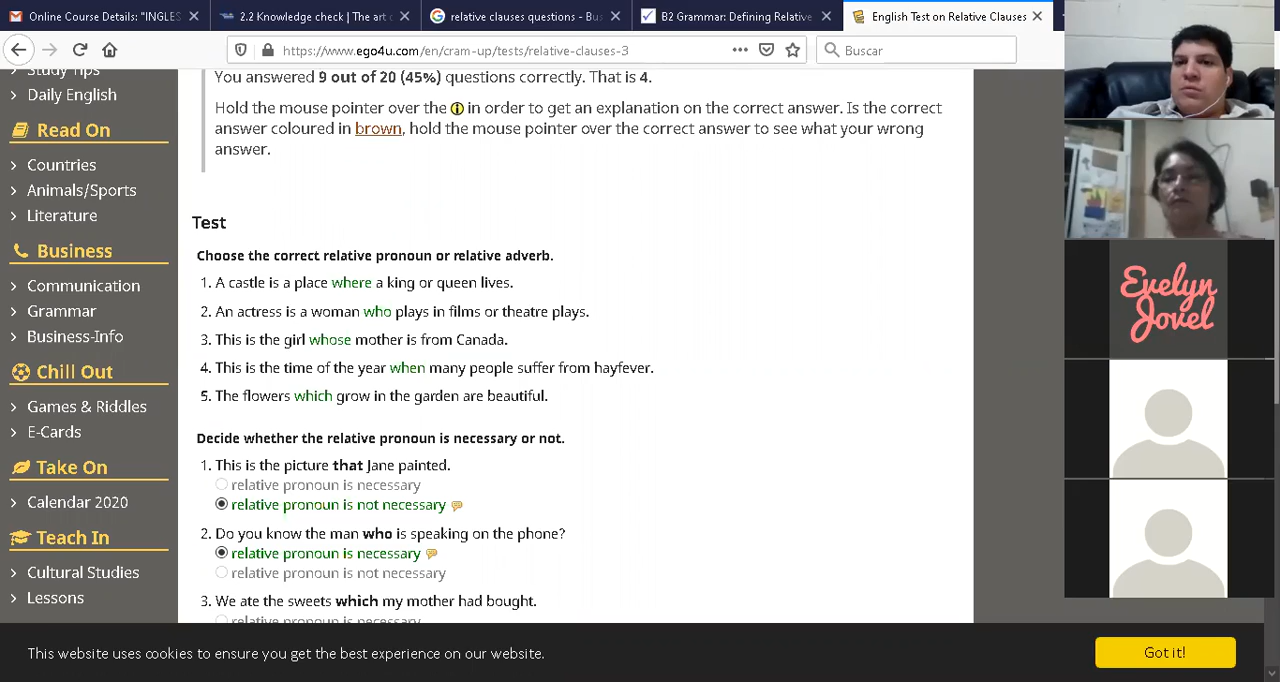 Online Course Details: "INGLES
2.2 Knowledge check | The art
relative clauses questions - Bus
B2 Grammar: Defining Relative
English Test on Relative Clauses
https://www.ego4u.com/en/cram-up/tests/relative-clauses-3
Buscar
Study Tips
Daily English
Read On
Countries
Animals/Sports
Literature
Business
Communication
Grammar
Business-Info
Chill Out
Games & Riddles
E-Cards
Take On
Calendar 2020
Teach In
Cultural Studies
Lessons
You answered 9 out of 20 (45%) questions correctly. That is 4.
Hold the mouse pointer over the i in order to get an explanation on the correct answer. Is the correct
answer coloured in brown, hold the mouse pointer over the correct answer to see what your wrong
answer.
Test
Choose the correct relative pronoun or relative adverb.
1. A castle is a place where a king or queen lives.
2. An actress is a woman who plays in films or theatre plays.
3. This is the girl whose mother is from Canada.
4. This is the time of the year when many people suffer from hayfever.
5. The flowers which grow in the garden are beautiful.
Decide whether the relative pronoun is necessary or not.
1. This is the picture that Jane painted.
relative pronoun is necessary
relative pronoun is not necessary
2. Do you know the man who is speaking on the phone?
relative pronoun is necessary
relative pronoun is not necessary
3. We ate the sweets which my mother had bought.
relative pronoun is necessary
This website uses cookies to ensure you get the best experience on our website.
Got it!
Evelyn
Jovel